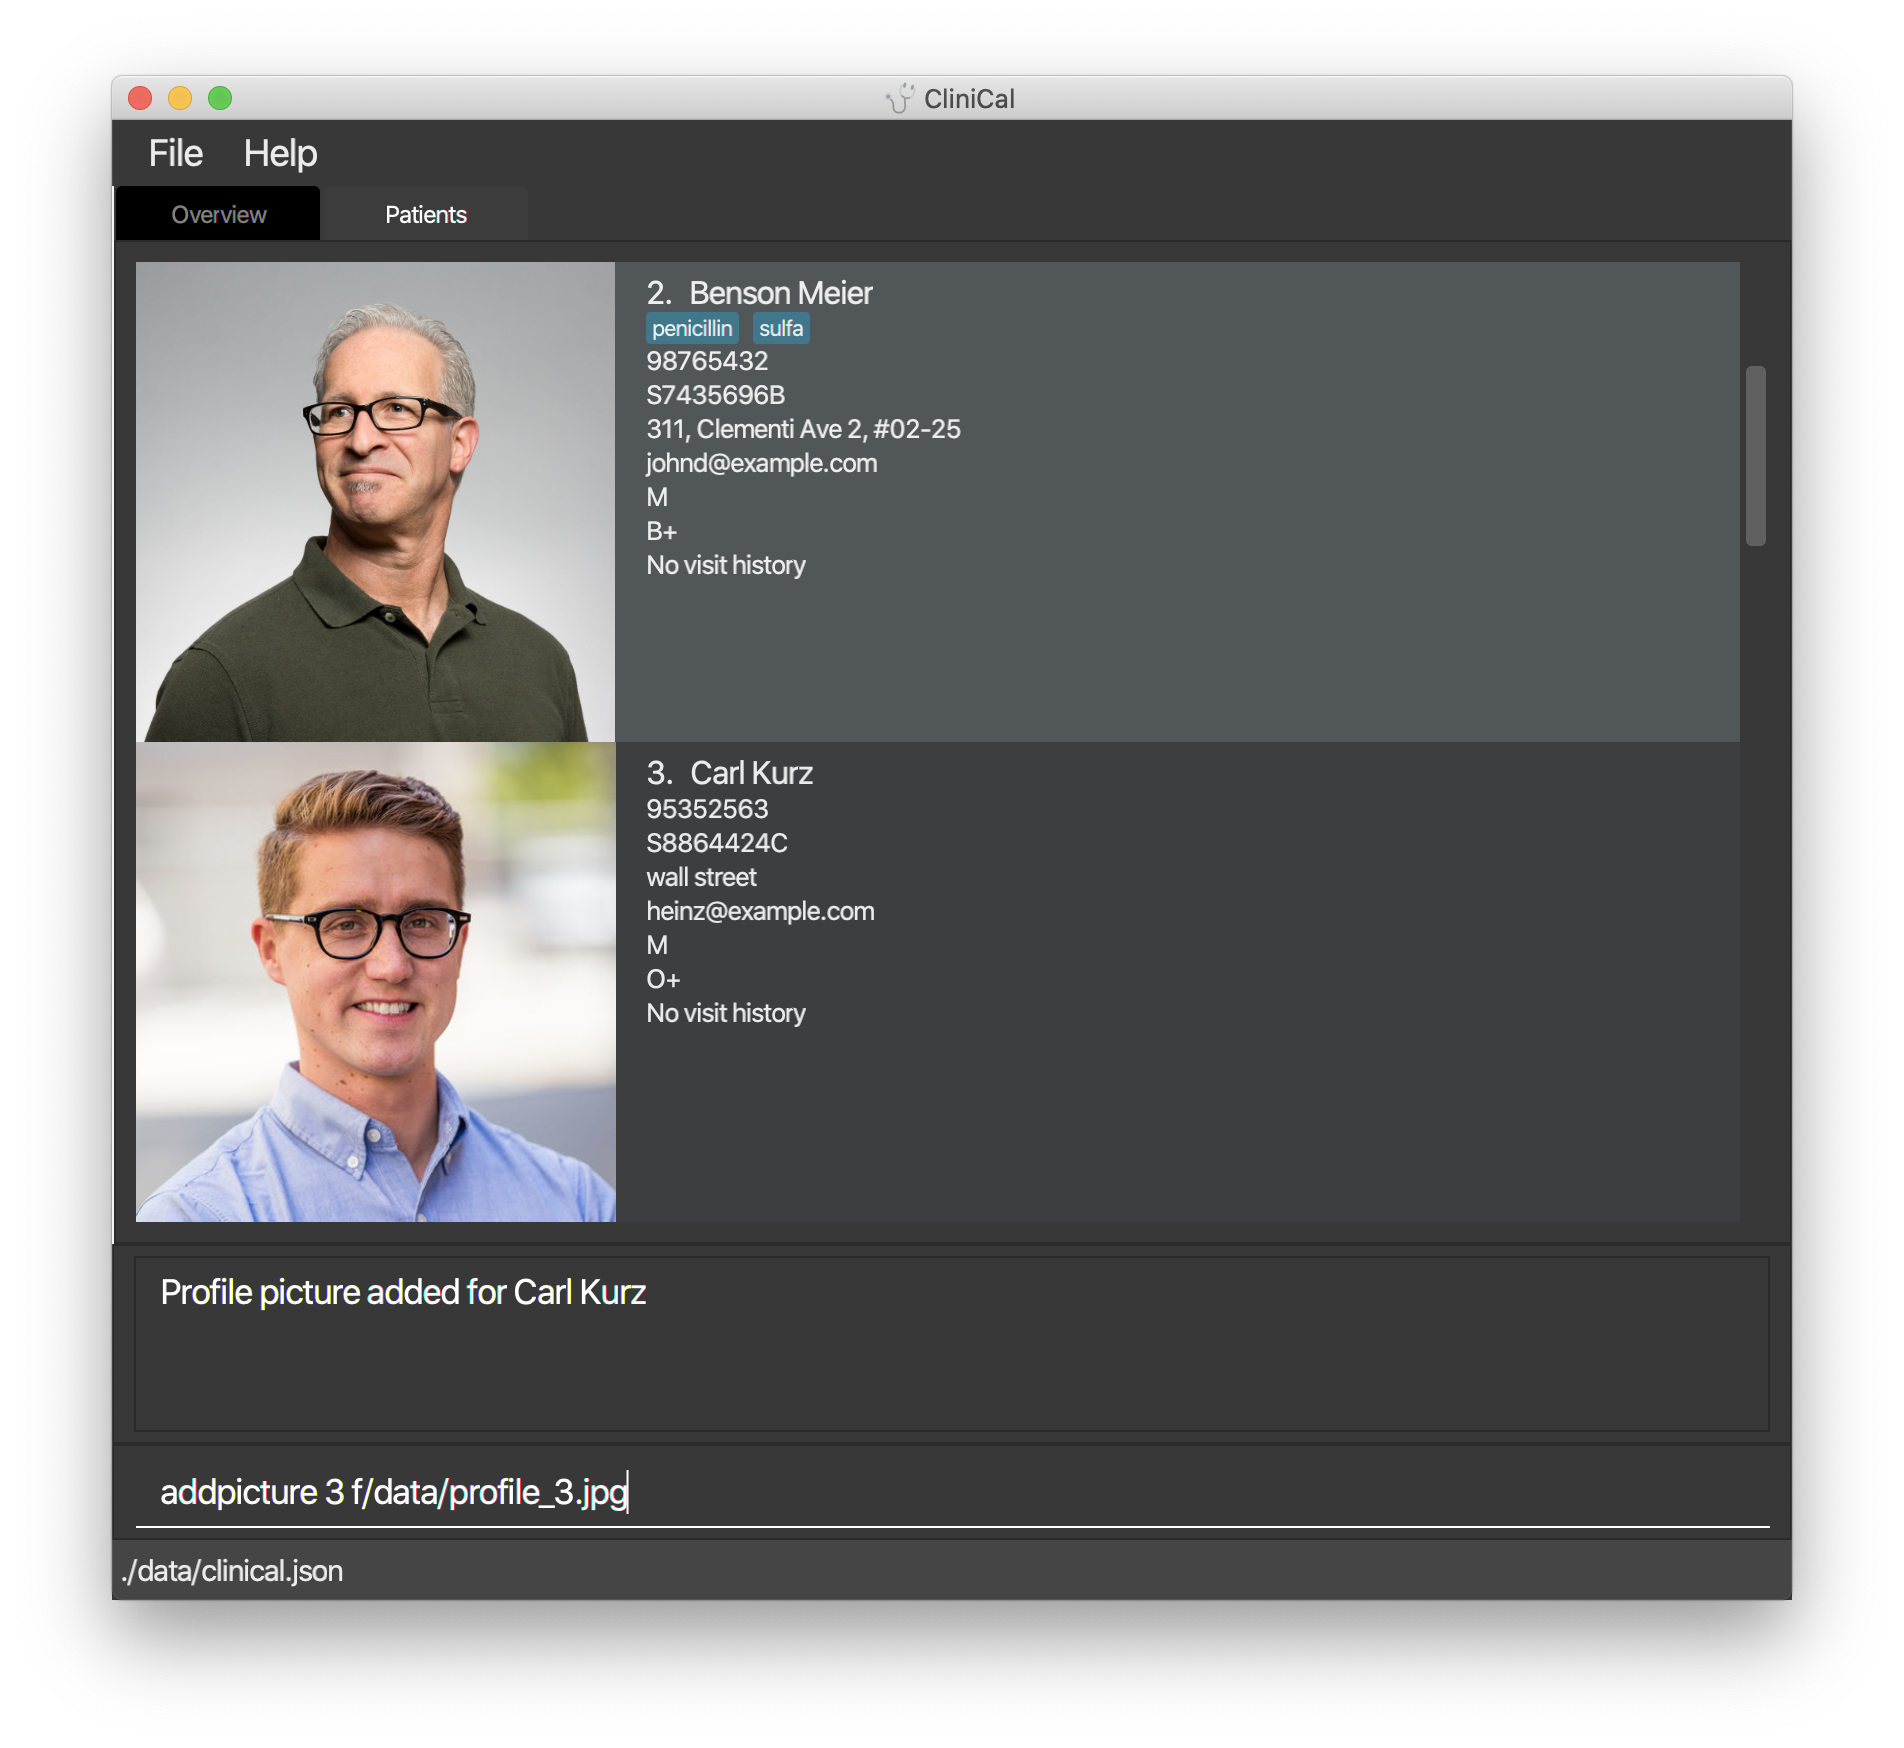 CliniCal
File Help
Overview Patients
2. Benson Meier
penicillin sulfa
98765432
S7435696B
311, Clementi Ave 2, #02-25
johnd@example.com
M
B+
No visit history
3. Carl Kurz
95352563
S8864424C
wall street
heinz@example.com
M
O+
No visit history
Profile picture added for Carl Kurz
addpicture 3 f/data/profile_3.jpg
./data/clinical.json